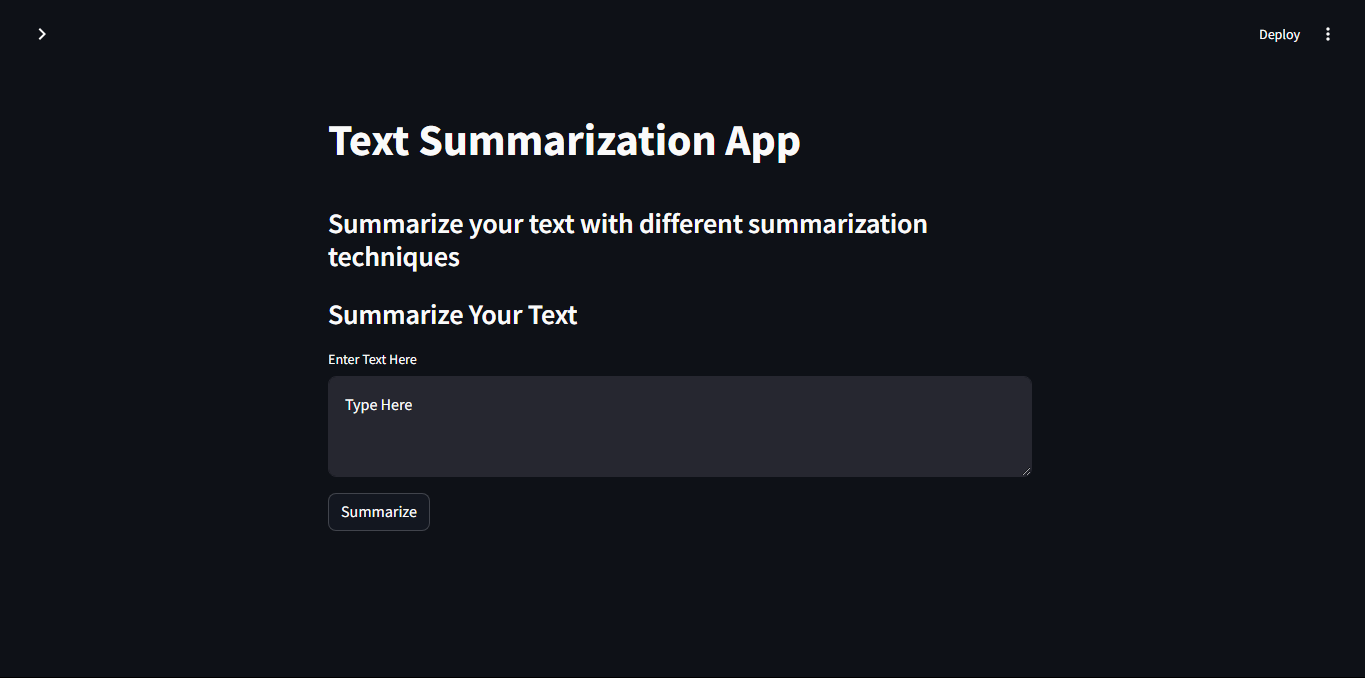 Deploy
Text Summarization App
Summarize your text with different summarization
techniques
Summarize Your Text
Enter Text Here
Type Here
Summarize